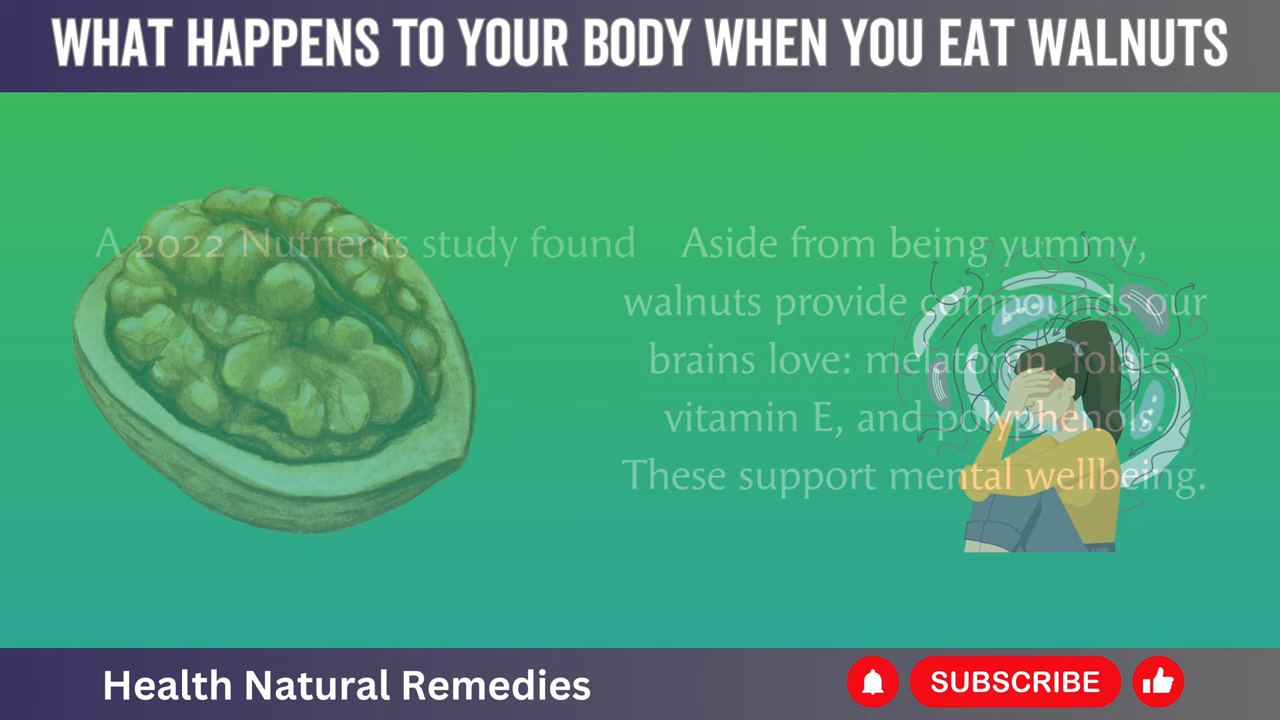 WHAT HAPPENS TO YOUR BODY WHEN YOU EAT WALNUTS
A 2022 Nutrients study found
Aside from being yummy,
walnuts provide compounds our
brains love: melatonin, folate,
vitamin E, and polyphenols.
These support mental wellbeing.
Health Natural Remedies
SUBSCRIBE